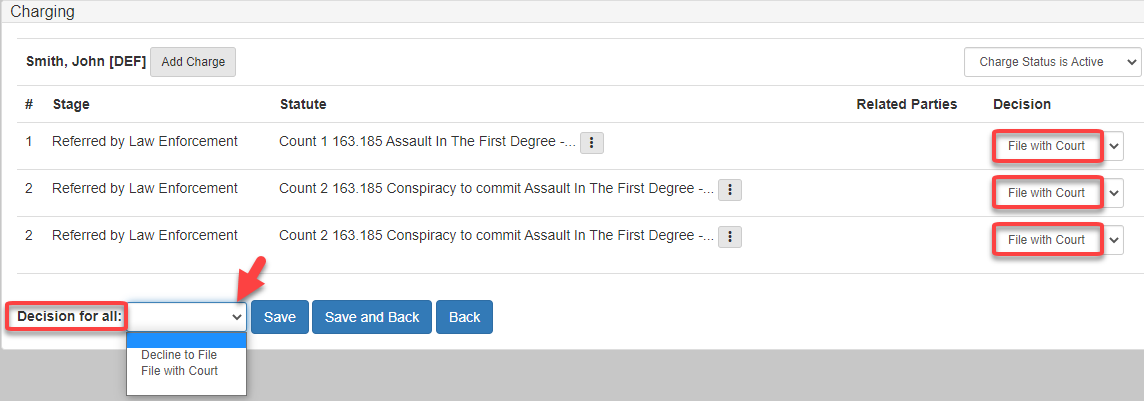 Charging
Smith, John [DEF] Add Charge Charge Status is Active
# Stage Statute Related Parties Decision
1 Referred by Law Enforcement Count 1 163.185 Assault In The First Degree -... File with Court
2 Referred by Law Enforcement Count 2 163.185 Conspiracy to commit Assault In The First Degree -... File with Court
2 Referred by Law Enforcement Count 2 163.185 Conspiracy to commit Assault In The First Degree -... File with Court
Decision for all: Save Save and Back Back
Decline to File
File with Court